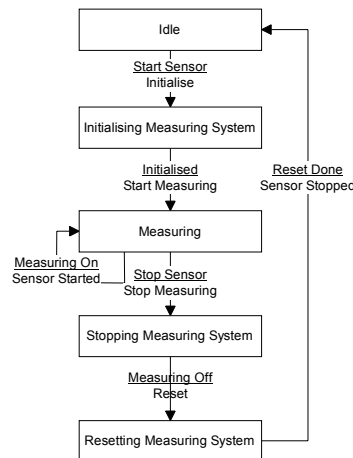 Idle
Start Sensor
Initialise
Initialising Measuring System
Initialised
Start Measuring
Reset Done
Sensor Stopped
Measuring
Measuring On
Sensor Started
Stop Sensor
Stop Measuring
Stopping Measuring System
Measuring Off
Reset
Resetting Measuring System